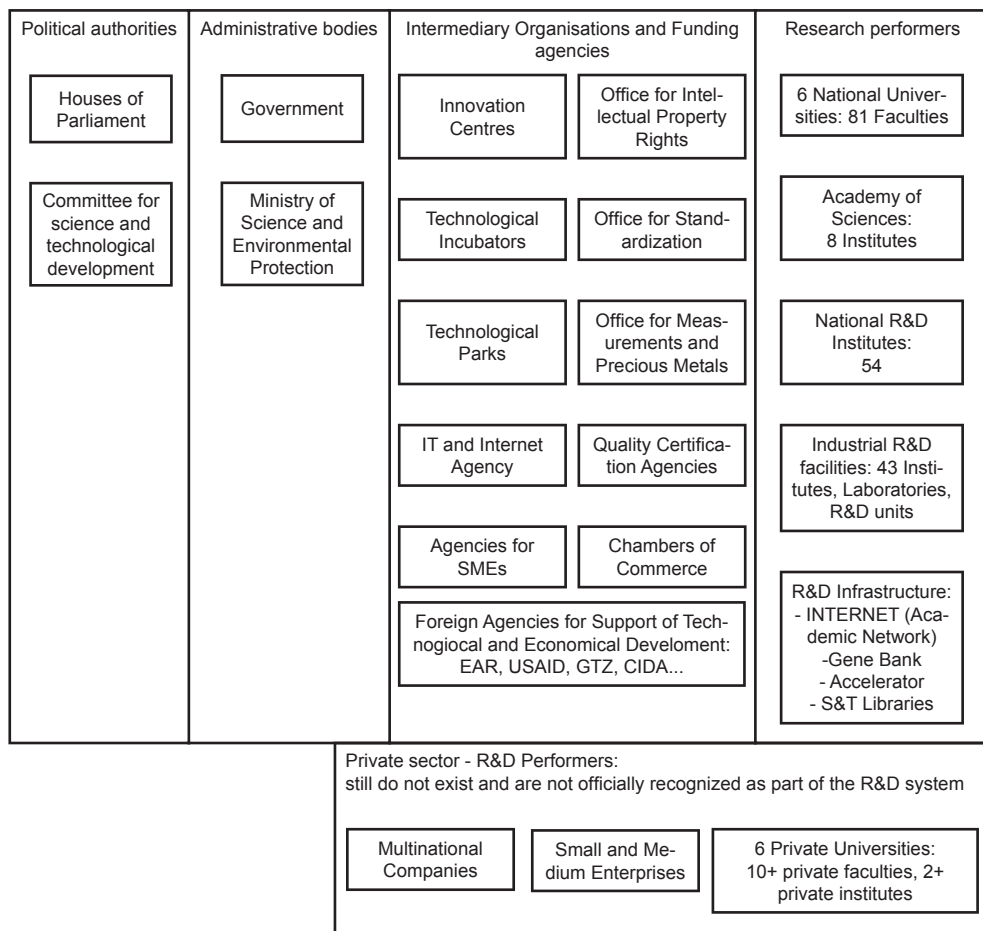 Political authorities
Houses of
Parliament
Committee for
science and
technological
development
Administrative bodies
Government
Ministry of
Science and
Environmental
Protection
Intermediary Organisations and Funding
agencies
Innovation
Centres
Office for Intel-
lectual Property
Rights
Technological
Incubators
Office for Stand-
ardization
Technological
Parks
Office for Meas-
urements and
Precious Metals
IT and Internet
Agency
Quality Certifica-
tion Agencies
Agencies for
SMEs
Chambers of
Commerce
Foreign Agencies for Support of Tech-
nogiocal and Economical Develoment:
EAR, USAID, GTZ, CIDA...
Research performers
6 National Univer-
sities: 81 Faculties
Academy of
Sciences:
8 Institutes
National R&D
Institutes:
54
Industrial R&D
facilities: 43 Insti-
tutes, Laboratories,
R&D units
R&D Infrastructure:
- INTERNET (Aca-
demic Network)
-Gene Bank
- Accelerator
- S&T Libraries
Private sector - R&D Performers:
still do not exist and are not officially recognized as part of the R&D system
Multinational
Companies
Small and Me-
dium Enterprises
6 Private Universities:
10+ private faculties, 2+
private institutes